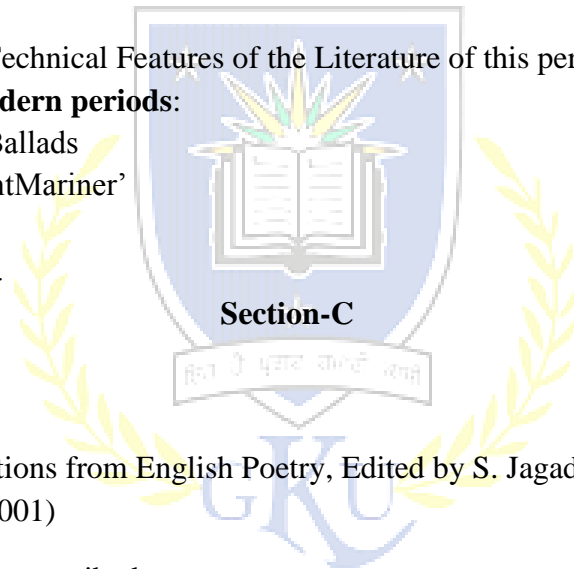 Technical Features of the Literature of this per
dern periods:
Ballads
ntMariner’
Section-C
tions from English Poetry, Edited by S. Jagad
001)
GKU